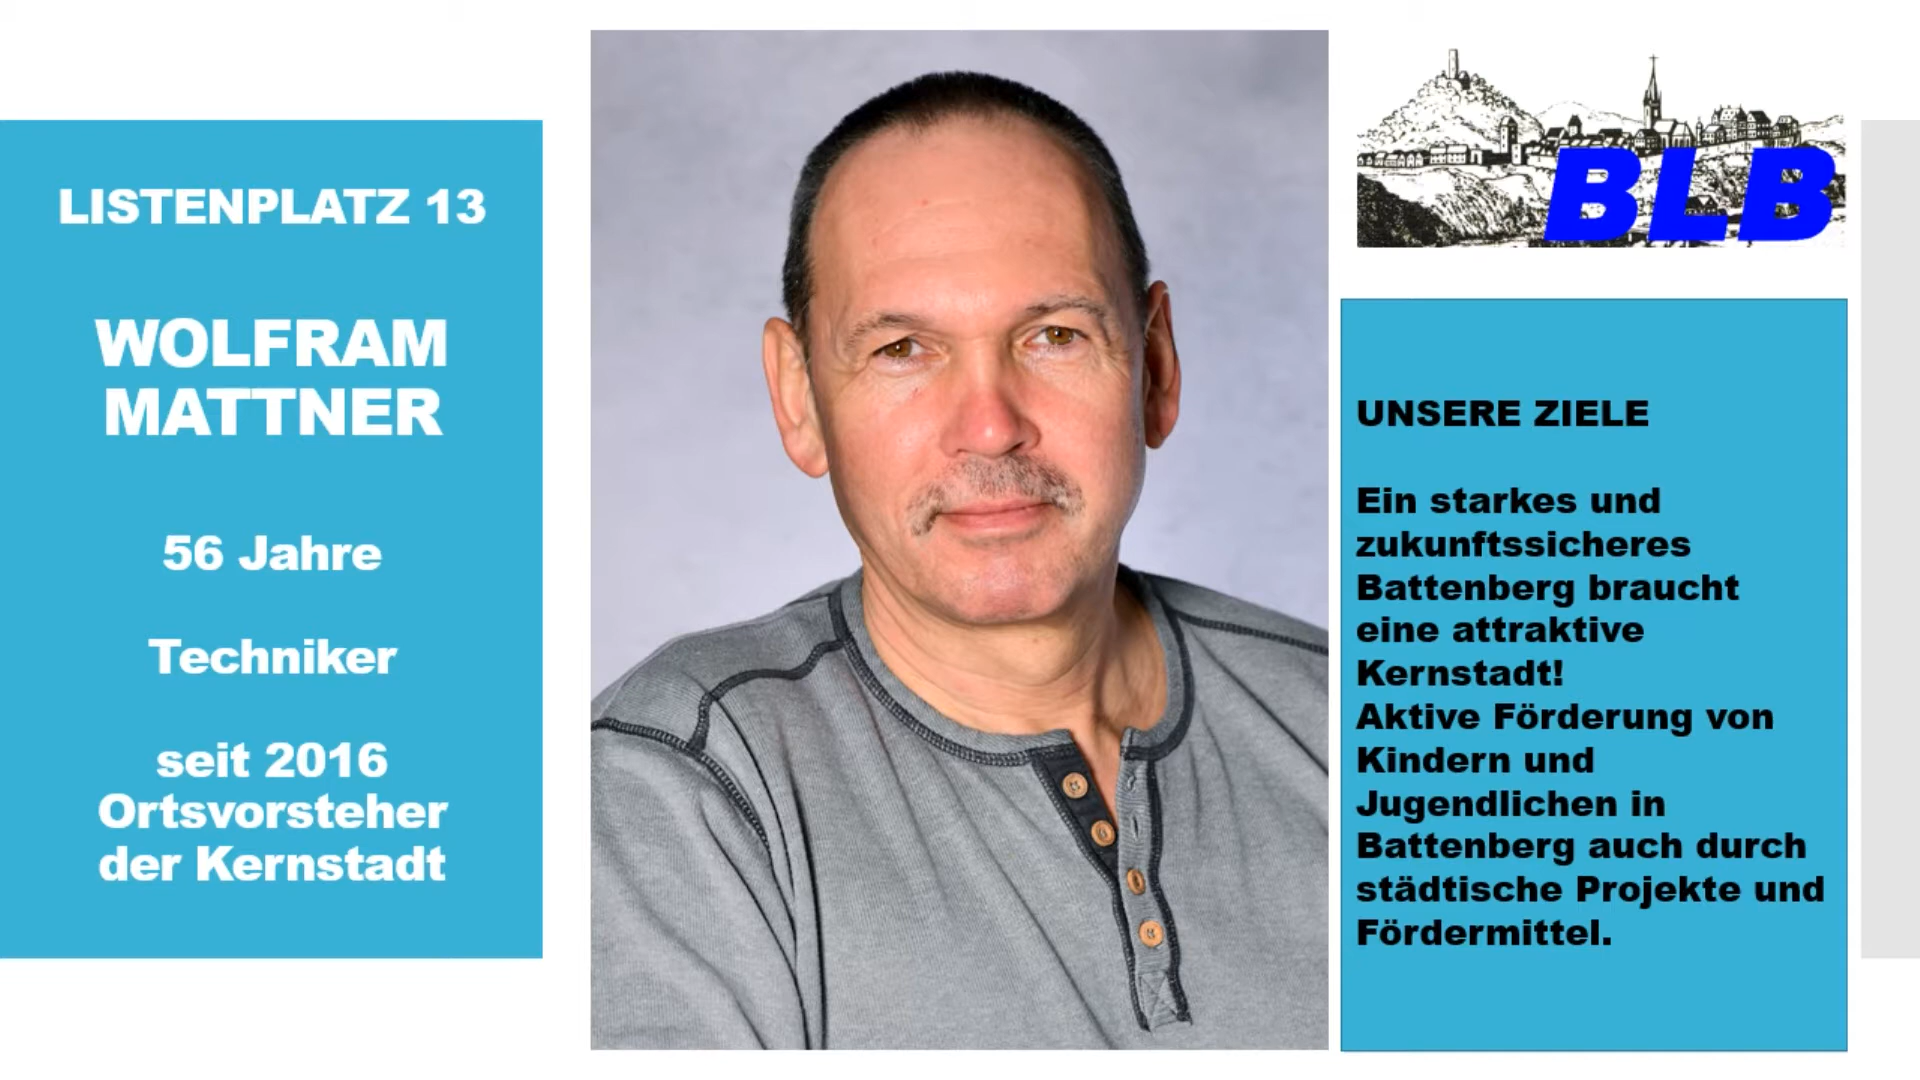 LISTENPLATZ 13
WOLFRAM
MATTNER
56 Jahre
Techniker
seit 2016
Ortsvorsteher
der Kernstadt
BLB
UNSERE ZIELE
Ein starkes und
zukunftssicheres
Battenberg braucht
eine attraktive
Kernstadt!
Aktive Förderung von
Kindern und
Jugendlichen in
Battenberg auch durch
städtische Projekte und
Fördermittel.